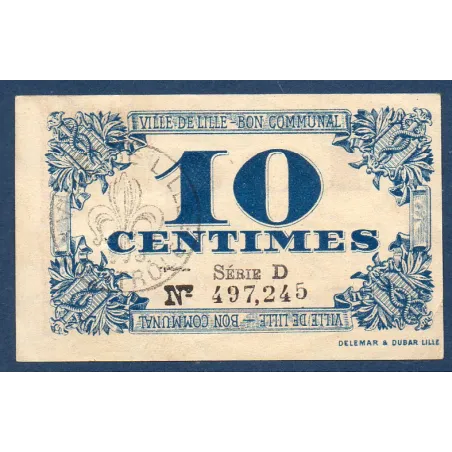 VILLE DE LILLE - BON COMMUNAL
10
CENTIMES
SÉRIE D
Nº 497,245
VILLE DE LILLE - BON COMMUNAL
DELEMAR & DUBAR LILLE